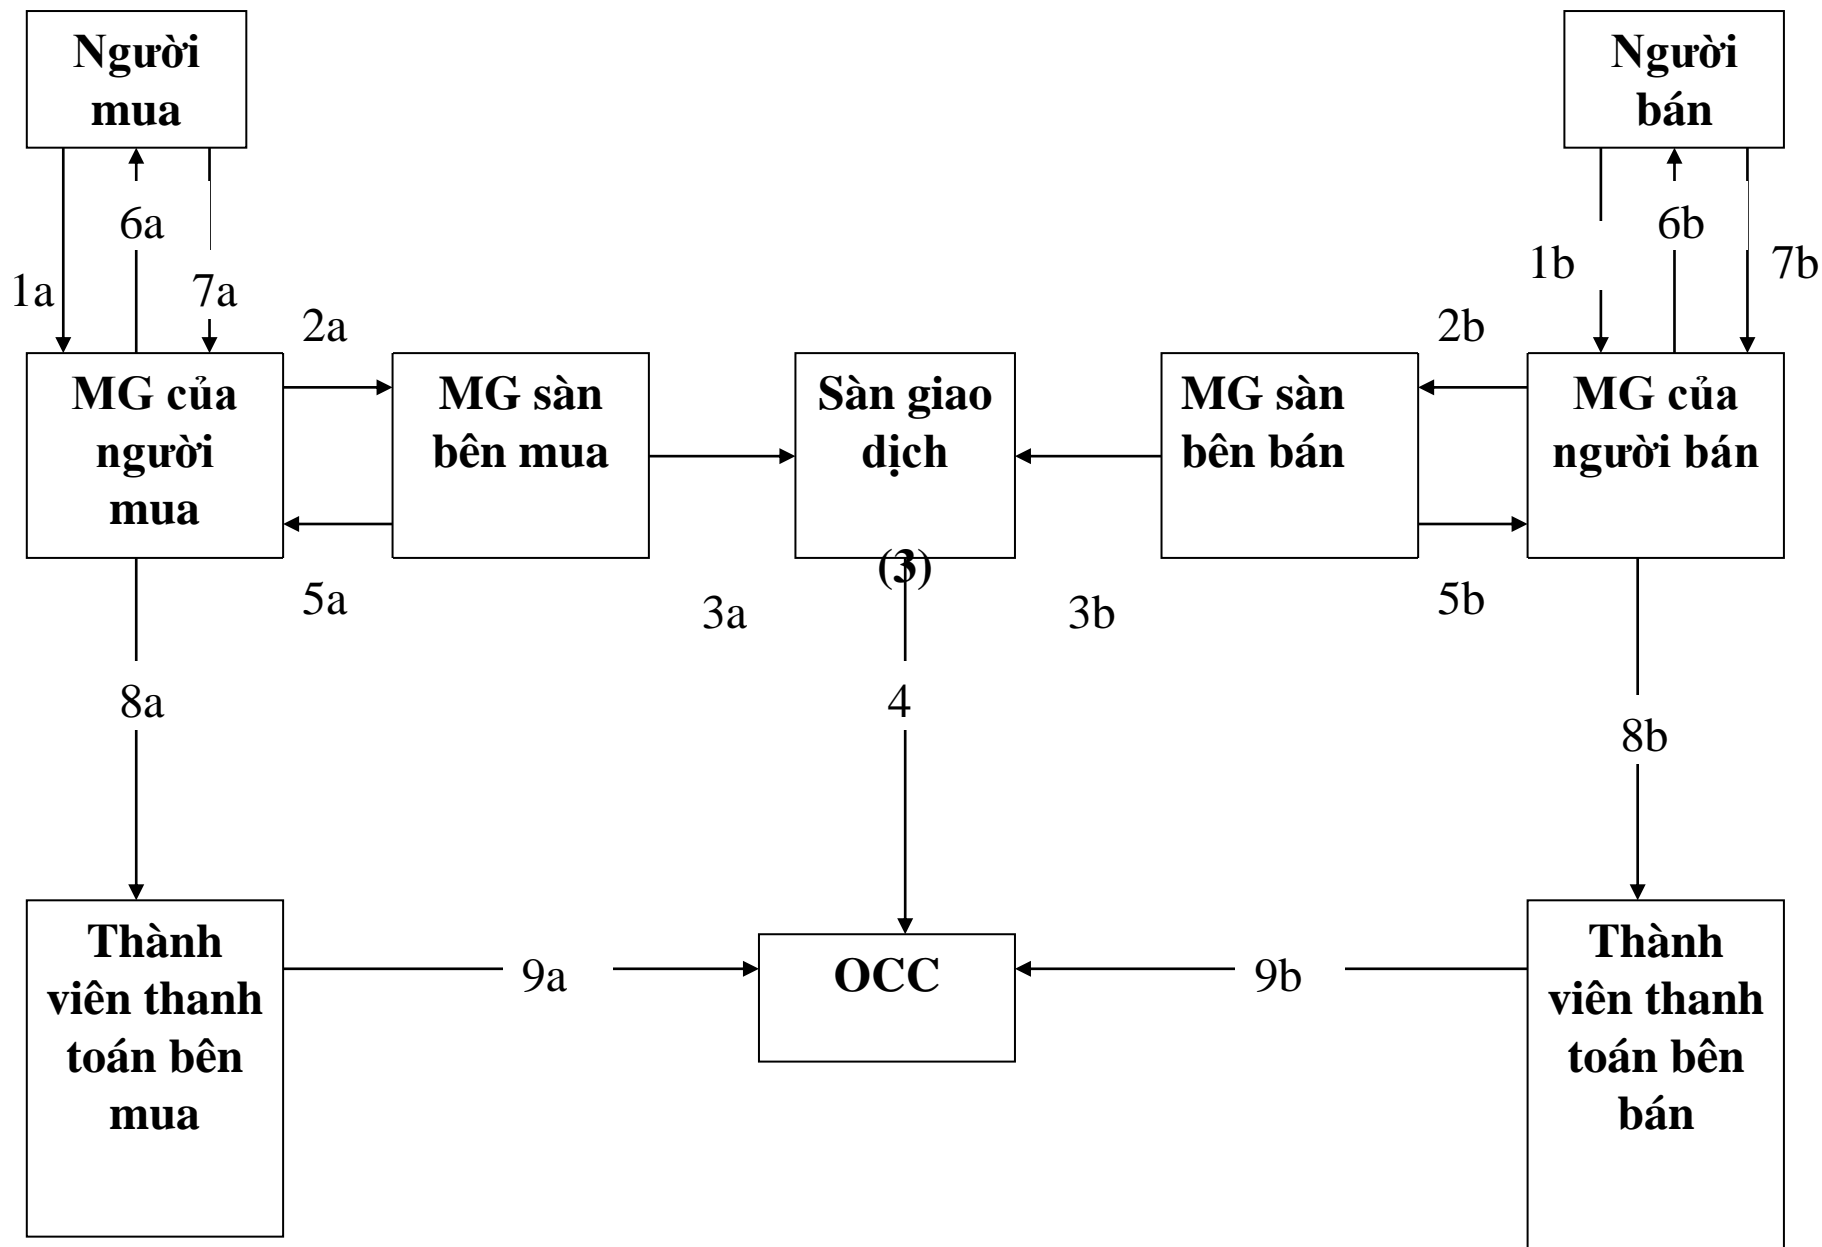 Người
mua
Người
bán
6a
6b
1a
7a
1b
7b
2a
2b
MG của
người
mua
MG sàn
bên mua
Sàn giao
dịch
(3)
MG sàn
bên bán
MG của
người bán
5a
3a
3b
5b
8a
4
8b
Thành
viên thanh
toán bên
mua
9a
OCC
9b
Thành
viên thanh
toán bên
bán